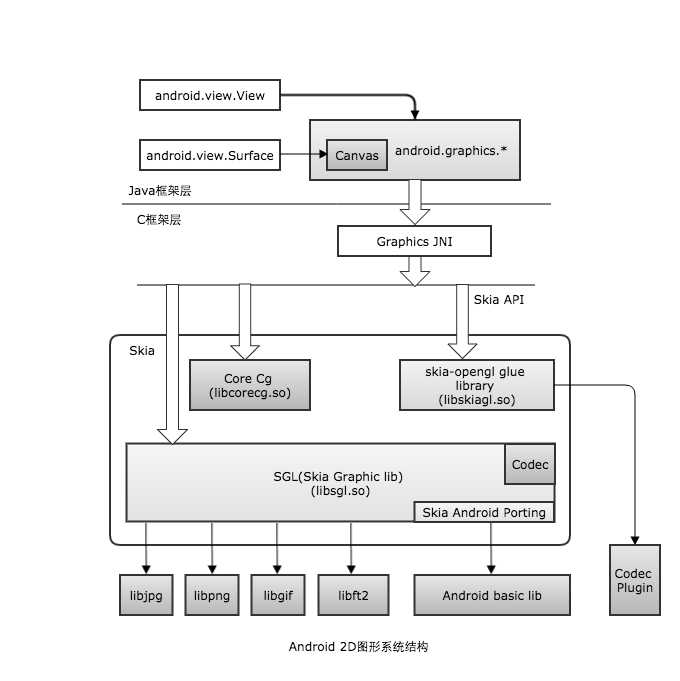 android.view.View
android.view.Surface
Canvas
android.graphics.*
Java框架层
C框架层
Graphics JNI
Skia API
Skia
Core Cg
(libcorecg.so)
skia-opengl glue
library
(libskiagl.so)
Codec
SGL(Skia Graphic lib)
(libsgl.so)
Skia Android Porting
libjpg
libpng
libgif
libft2
Android basic lib
Codec
Plugin
Android 2D图形系统结构